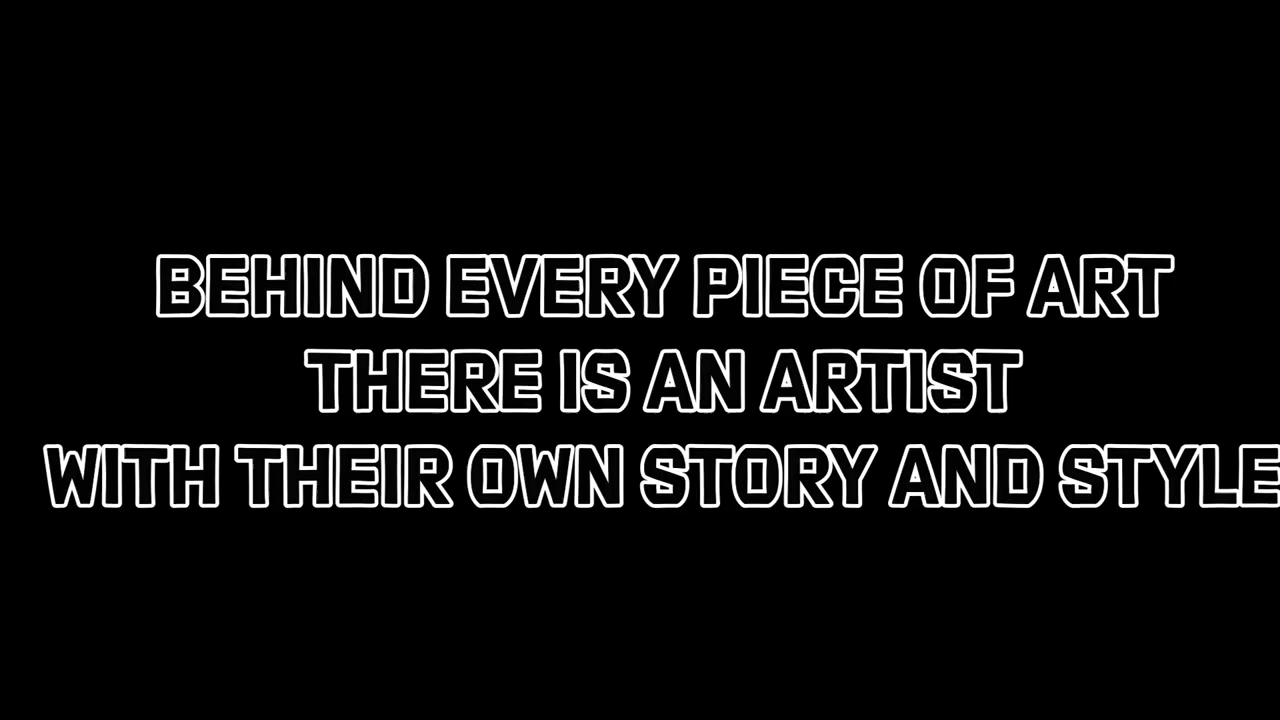 BEHIND EVERY PIECE OF ART
THERE IS AN ARTIST
WITH THEIR OWN STORY AND STYLE